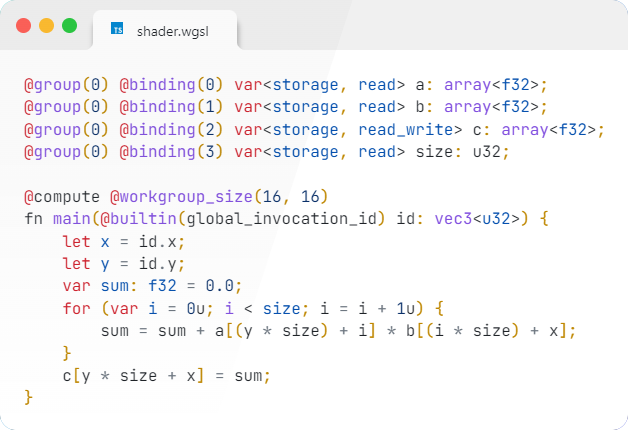 TS shader.wgsl
@group(0) @binding(0) var<storage, read> a: array<f32>;
@group(0) @binding(1) var<storage, read> b: array<f32>;
@group(0) @binding(2) var<storage, read_write> c: array<f32>;
@group(0) @binding(3) var<storage, read> size: u32;

@compute @workgroup_size(16, 16)
fn main(@builtin(global_invocation_id) id: vec3<u32>) {
    let x = id.x;
    let y = id.y;
    var sum: f32 = 0.0;
    for (var i = 0u; i < size; i = i + 1u) {
        sum = sum + a[(y * size) + i] * b[(i * size) + x];
    }
    c[y * size + x] = sum;
}